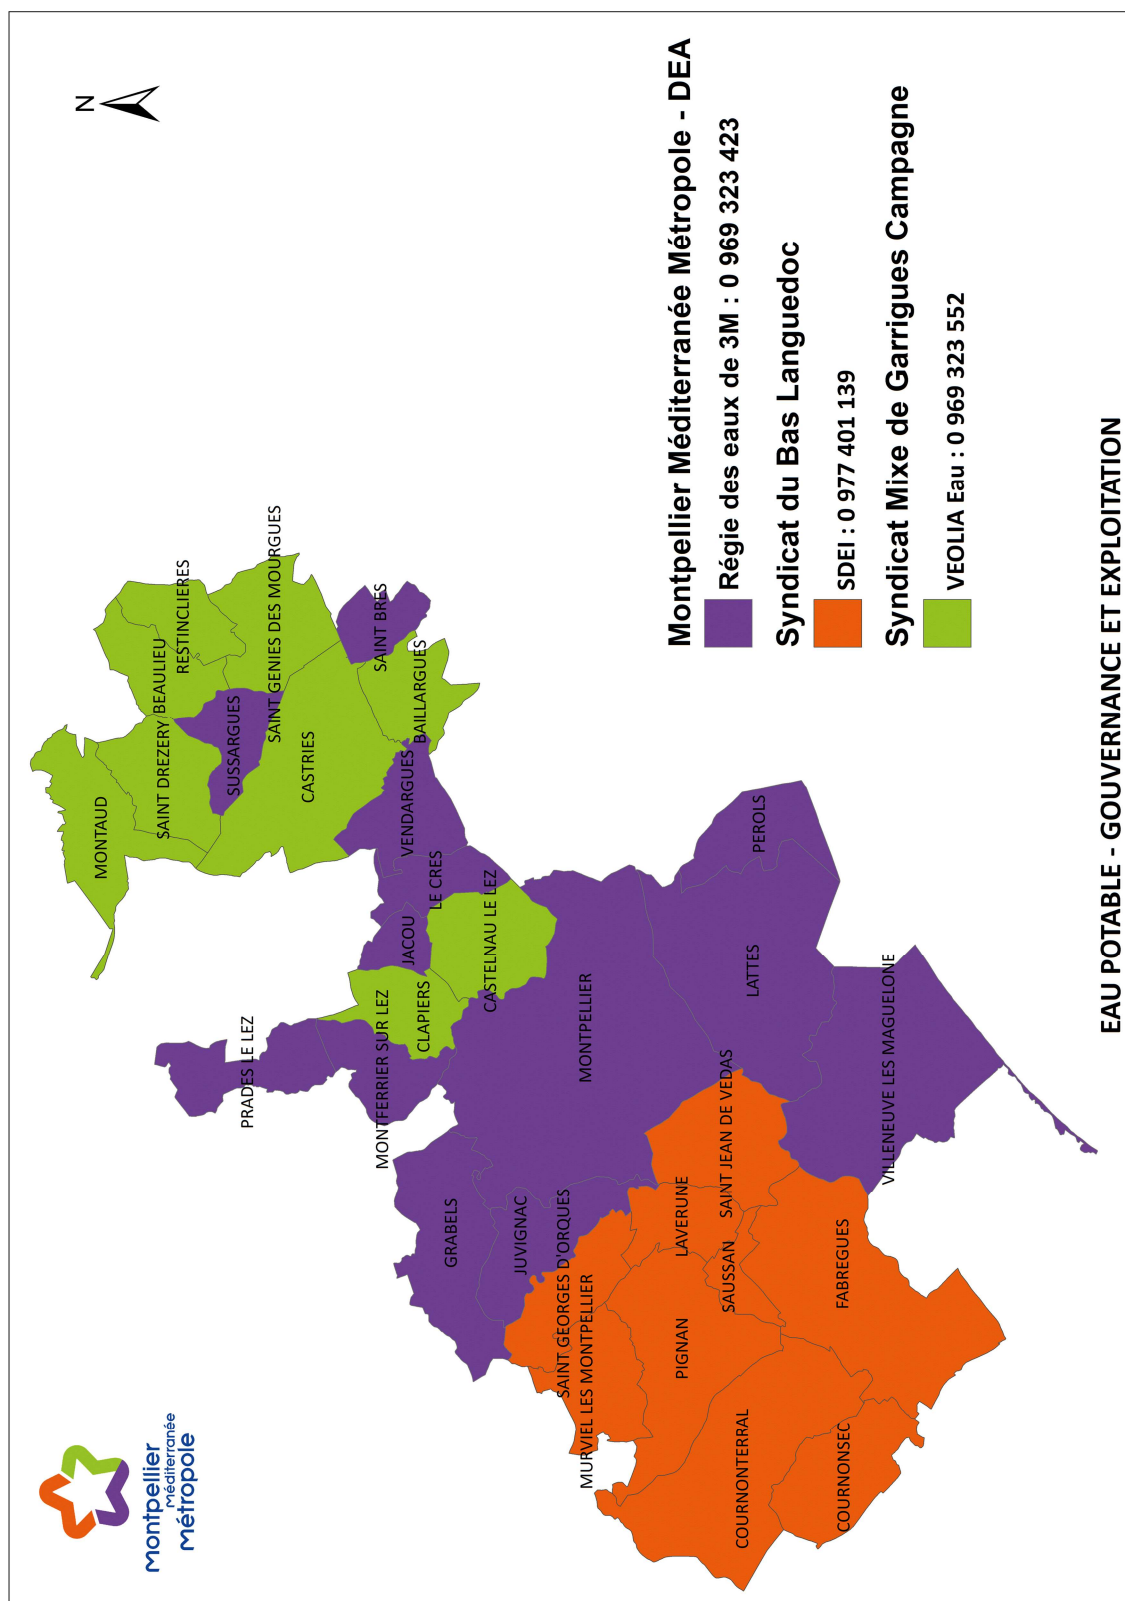 Montpellier
Méditerranée
Métropole
N
MONTAUD
SAINT DREZERY
BEAULIEU
RESTINCLIERES
SUSSARGUES
SAINT GENIES DES MOURGUES
CASTRIES
SAINT BRES
BAILLARGUES
VENDARGUES
LE CRES
JACOU
CASTELNAU LE LEZ
CLAPIERS
PRADES LE LEZ
MONTFERRIER SUR LEZ
GRABELS
JUVIGNAC
MONTPELLIER
SAINT GEORGES D'ORQUES
MURVIEL LES MONTPELLIER
LAVERUNE
PIGNAN
SAINT JEAN DE VEDAS
SAUSSAN
LATTES
PEROLS
COURNONTERRAL
COURNONSEC
FABREGUES
VILLENEUVE LES MAGUELONE
Montpellier Méditerranée Métropole - DEA
Régie des eaux de 3M : 0 969 323 423
Syndicat du Bas Languedoc
SDEI : 0 977 401 139
Syndicat Mixe de Garrigues Campagne
VEOLIA Eau : 0 969 323 552
EAU POTABLE - GOUVERNANCE ET EXPLOITATION